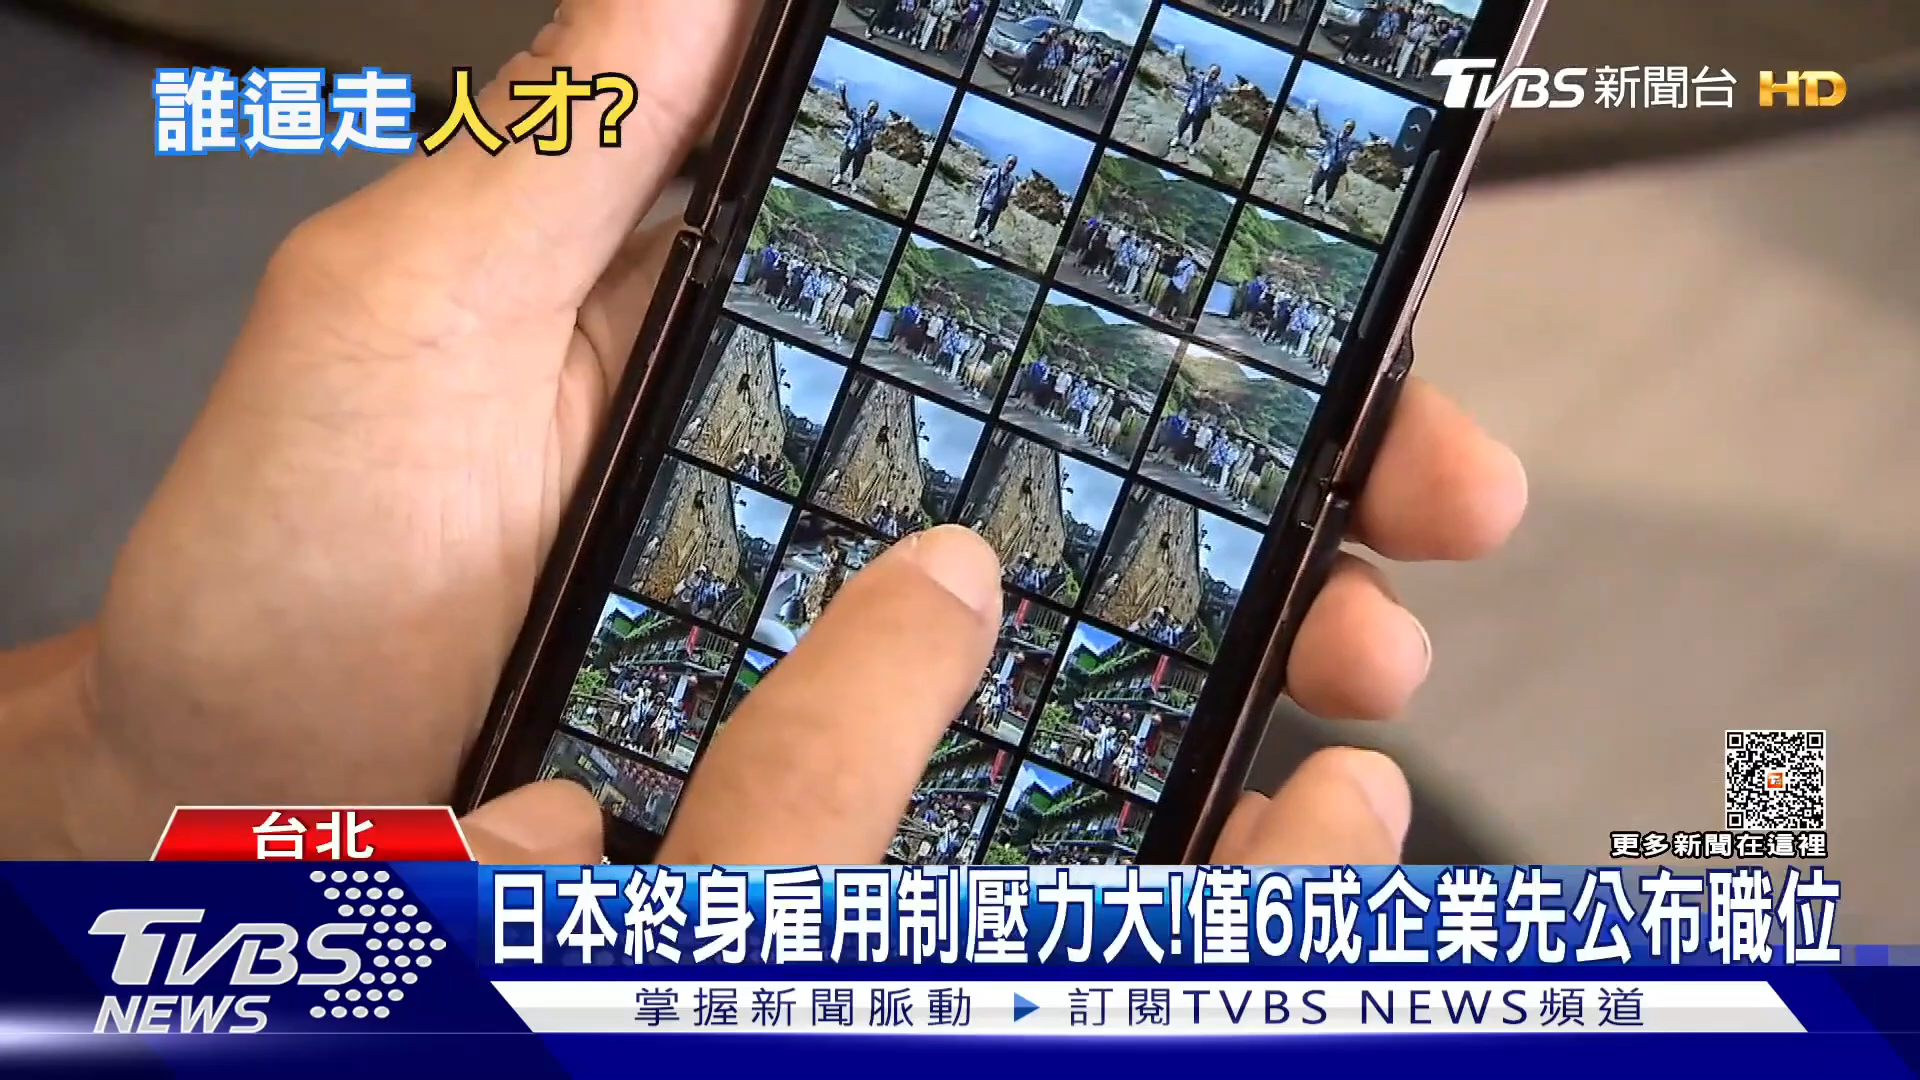 誰逼走人才?
TVBS新聞台 HD
更多新聞在這裡
台北
日本終身雇用制壓力大!僅6成企業先公布職位
TVBS NEWS
掌握新聞脈動 ▶ 訂閱TVBS NEWS頻道